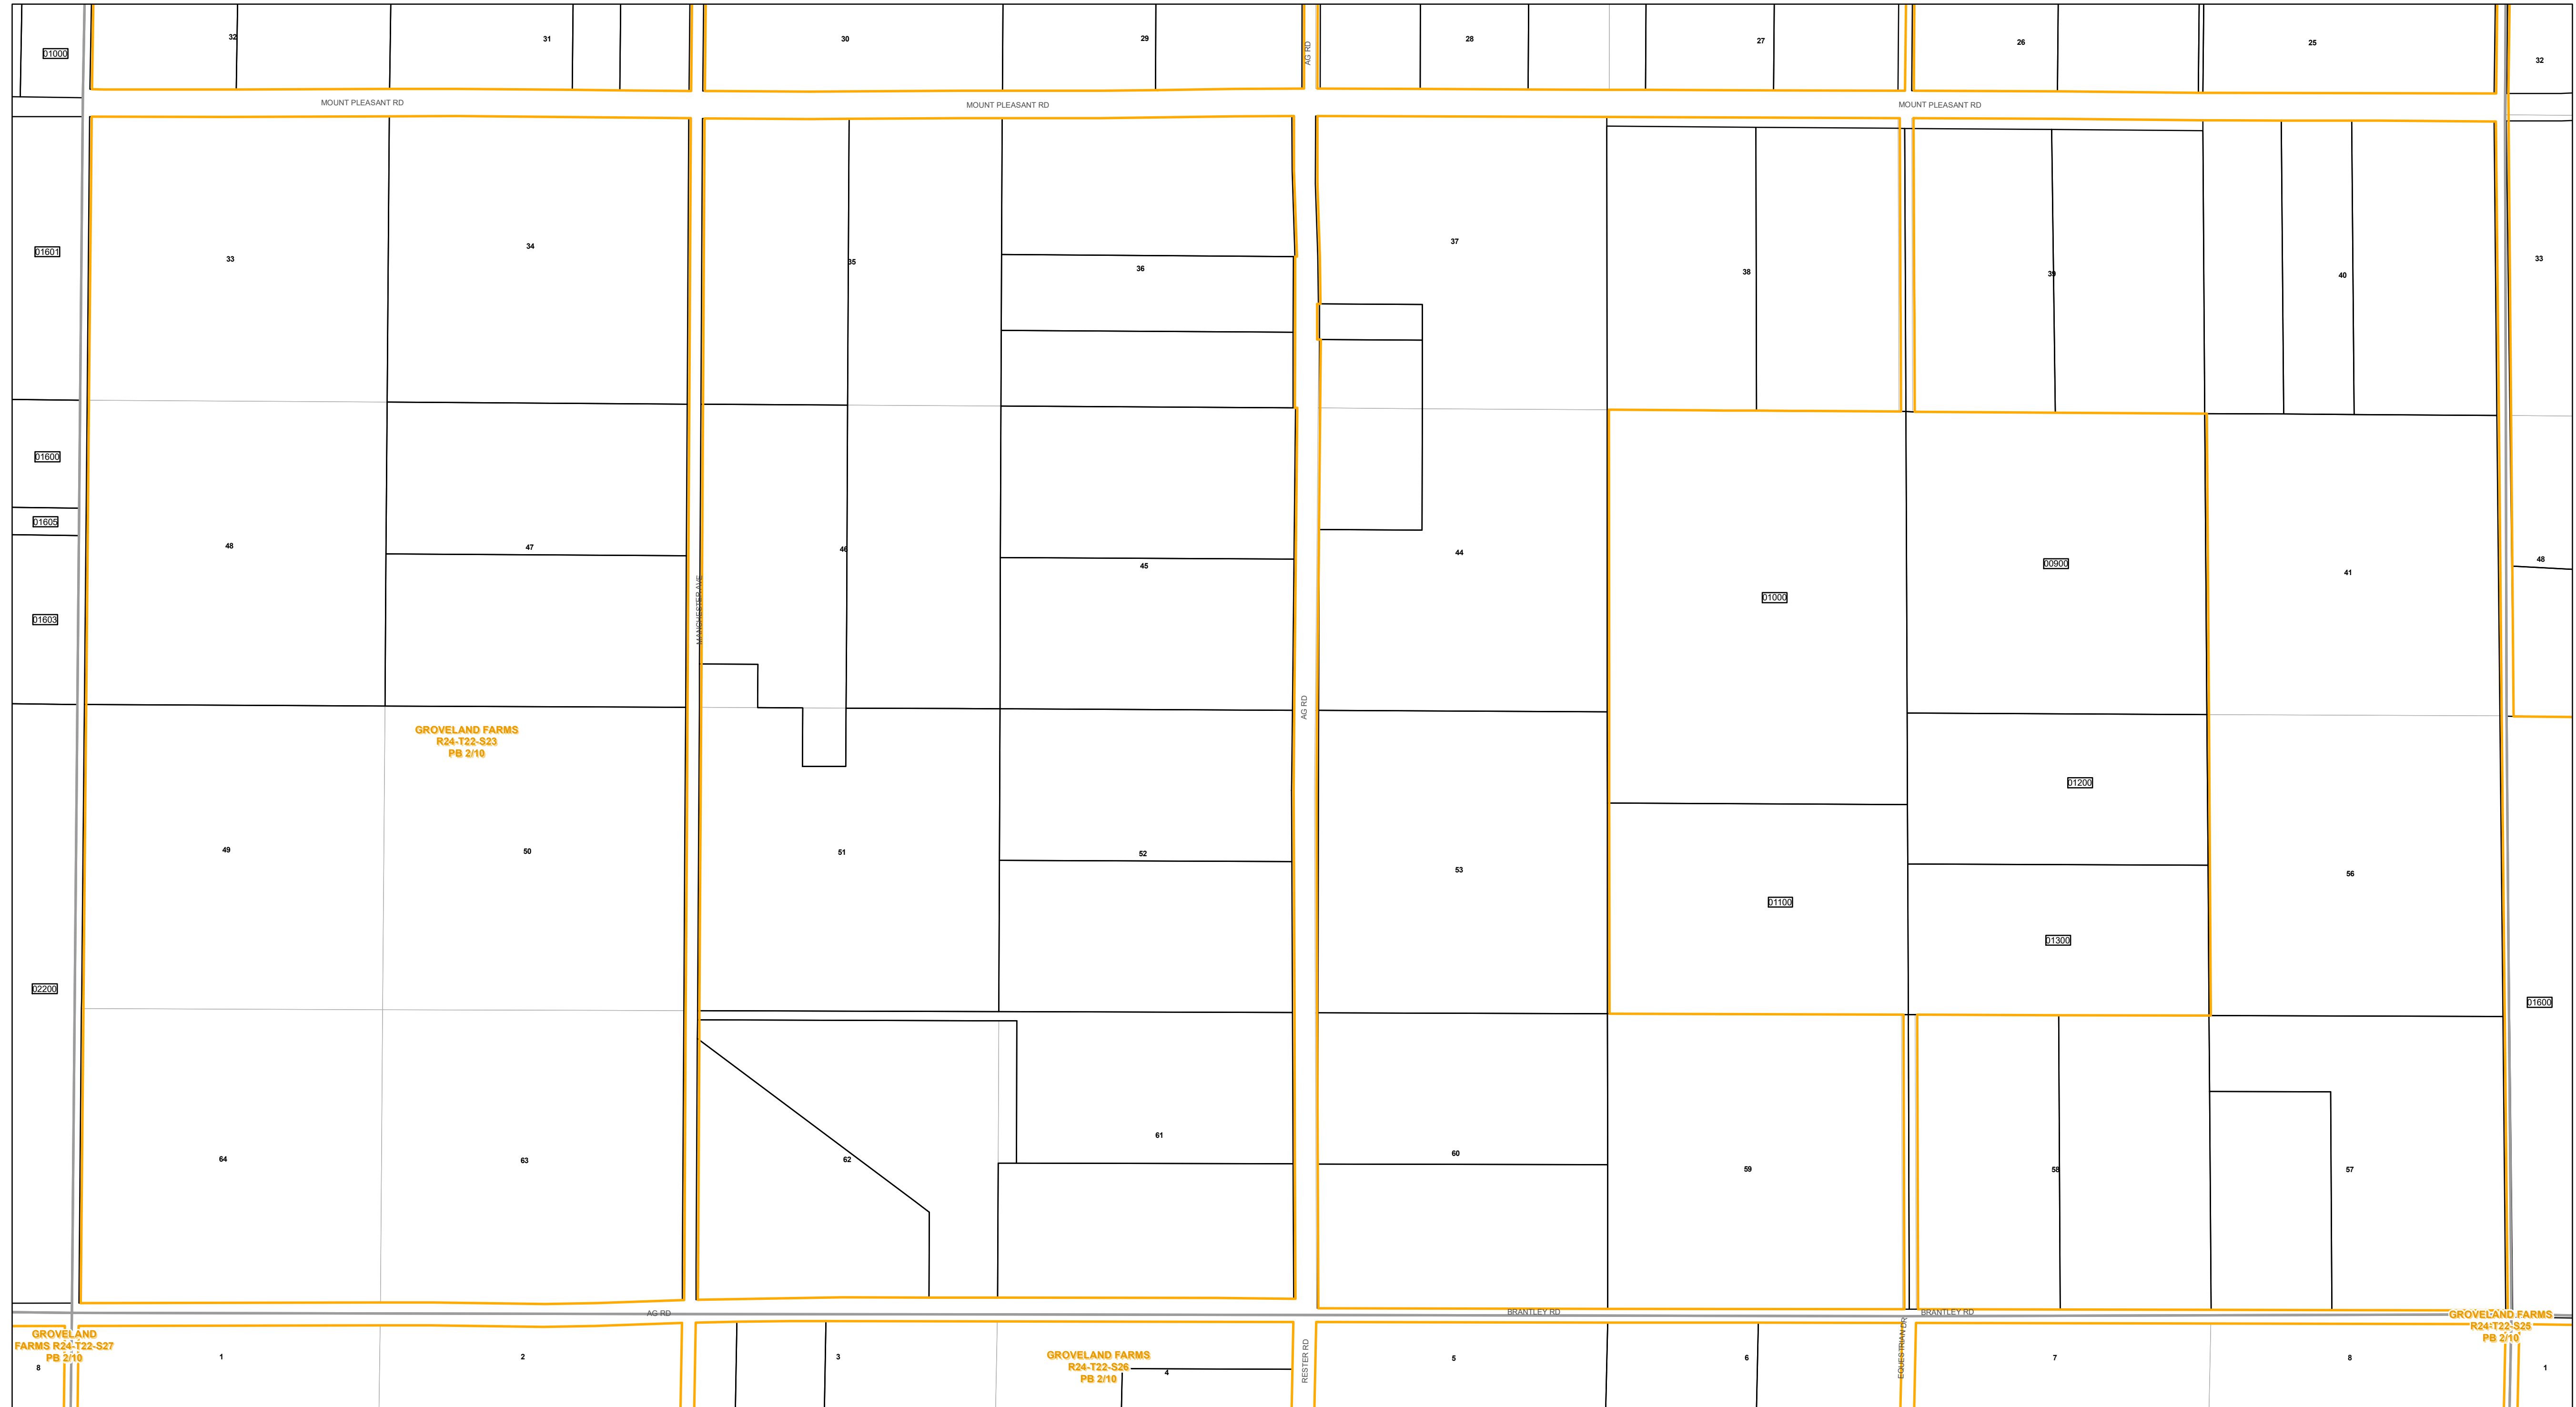 32
31
30
29
AG RD
28
27
26
25
32
01000
MOUNT PLEASANT RD
MOUNT PLEASANT RD
MOUNT PLEASANT RD
01601
33
34
35
36
37
38
39
40
33
01600
01605
48
47
46
45
44
01000
00900
41
48
01603
MANCHESTER AVE
AG RD
GROVELAND FARMS
R24-T22-S23
PB 2/10
01200
49
50
51
52
53
01100
01300
56
02200
01600
64
63
62
61
60
59
58
57
AG RD
BRANTLEY RD
BRANTLEY RD
GROVELAND FARMS
R24-T22-S25
PB 2/10
GROVELAND
FARMS R24-T22-S27
PB 2/10
8
1
2
3
GROVELAND FARMS
R24-T22-S26
PB 2/10
4
RESTER RD
5
6
EQUESTRIAN DR
7
8
1